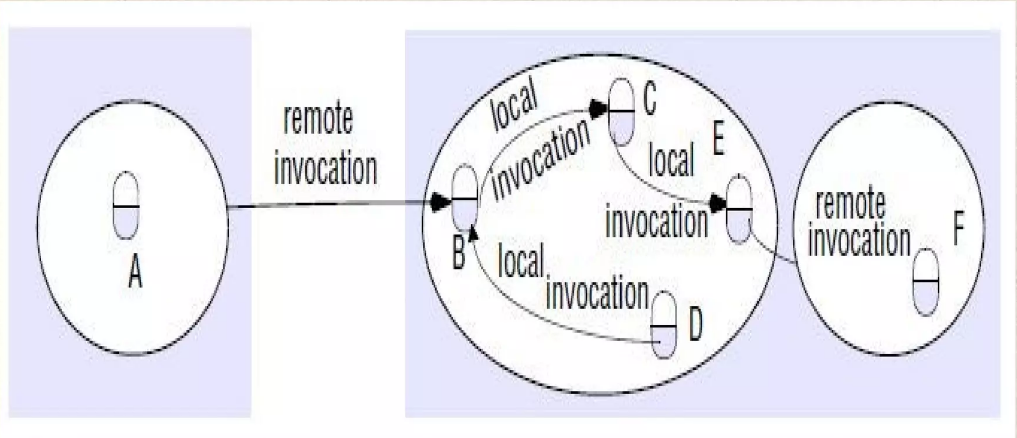 remote
invocation
A
local
invocation
C
E
local
invocation
B
local
invocation
D
remote
invocation
F